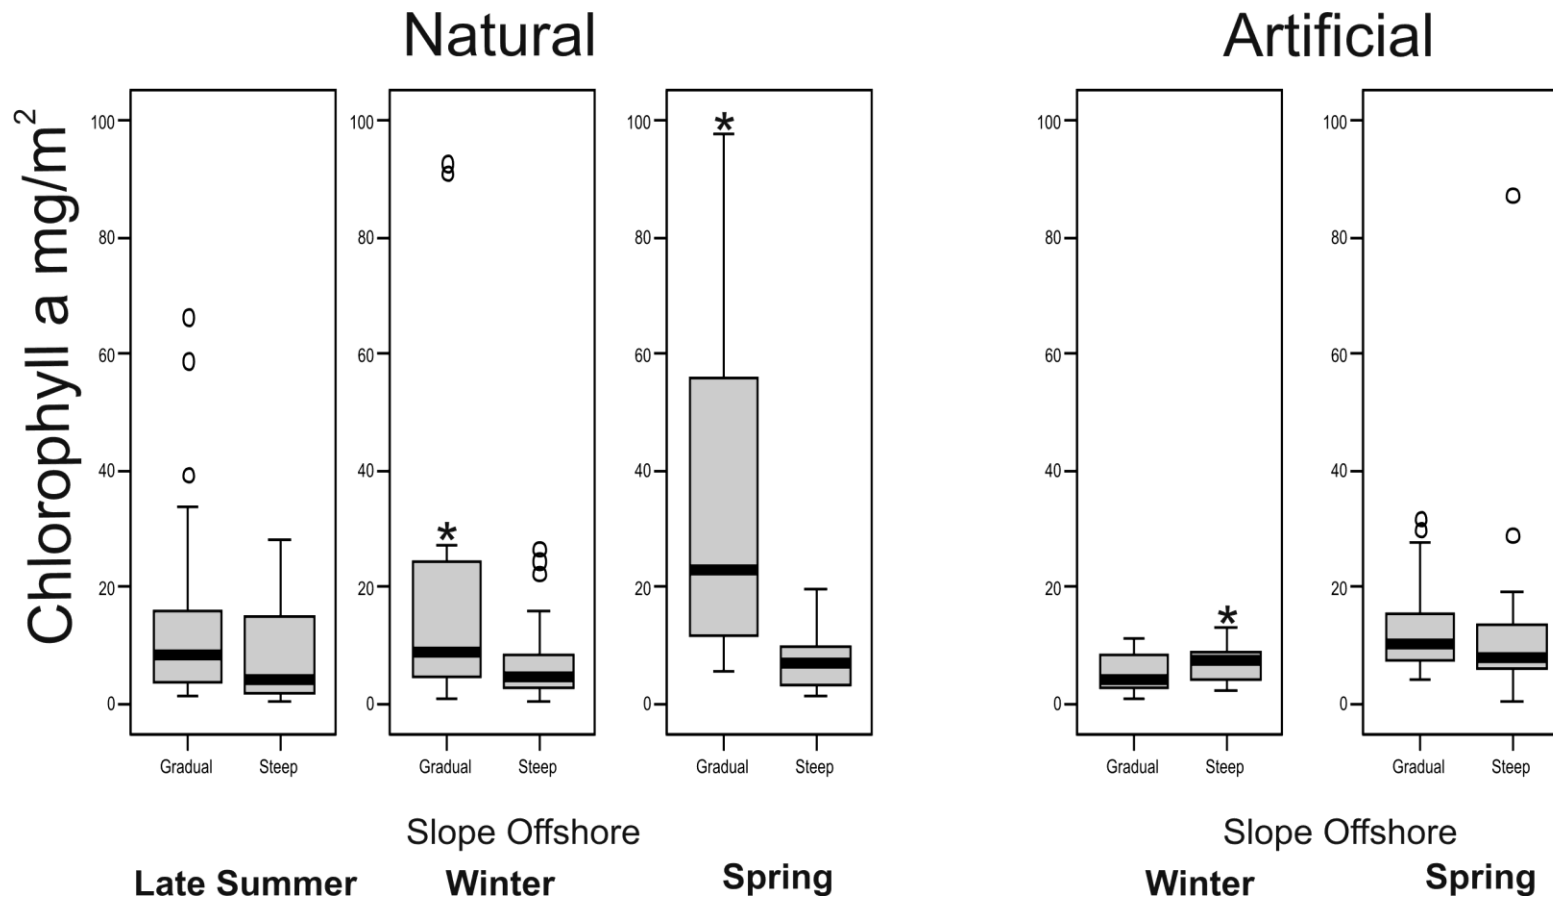 Natural
Artificial
Chlorophyll a mg/m²
100
80
60
40
20
0
100
80
60
40
20
0
100
80
60
40
20
0
100
80
60
40
20
0
100
80
60
40
20
0
*
*
*
Gradual Steep
Gradual Steep
Gradual Steep
Gradual Steep
Gradual Steep
Slope Offshore
Slope Offshore
Late Summer
Winter
Spring
Winter
Spring